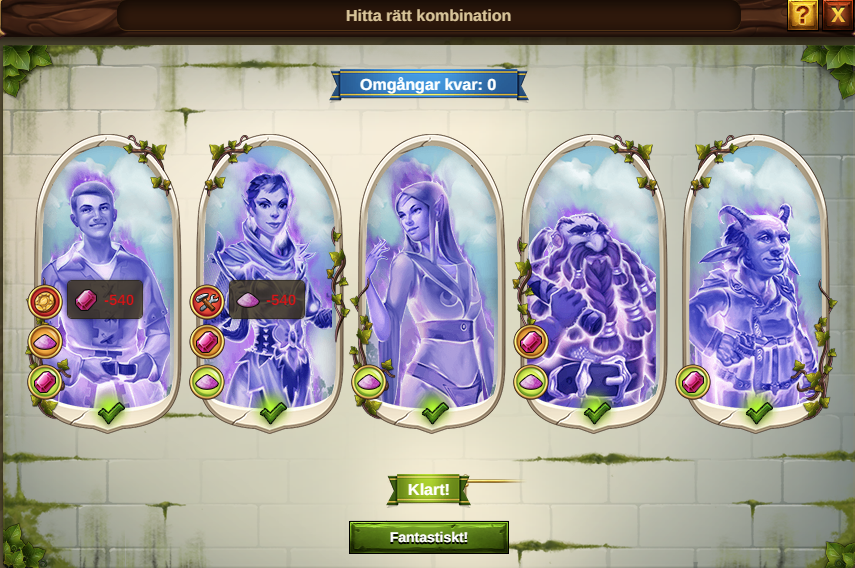 Hitta rätt kombination
?
X
Omgångar kvar: 0
-540
-540
Klart!
Fantastiskt!